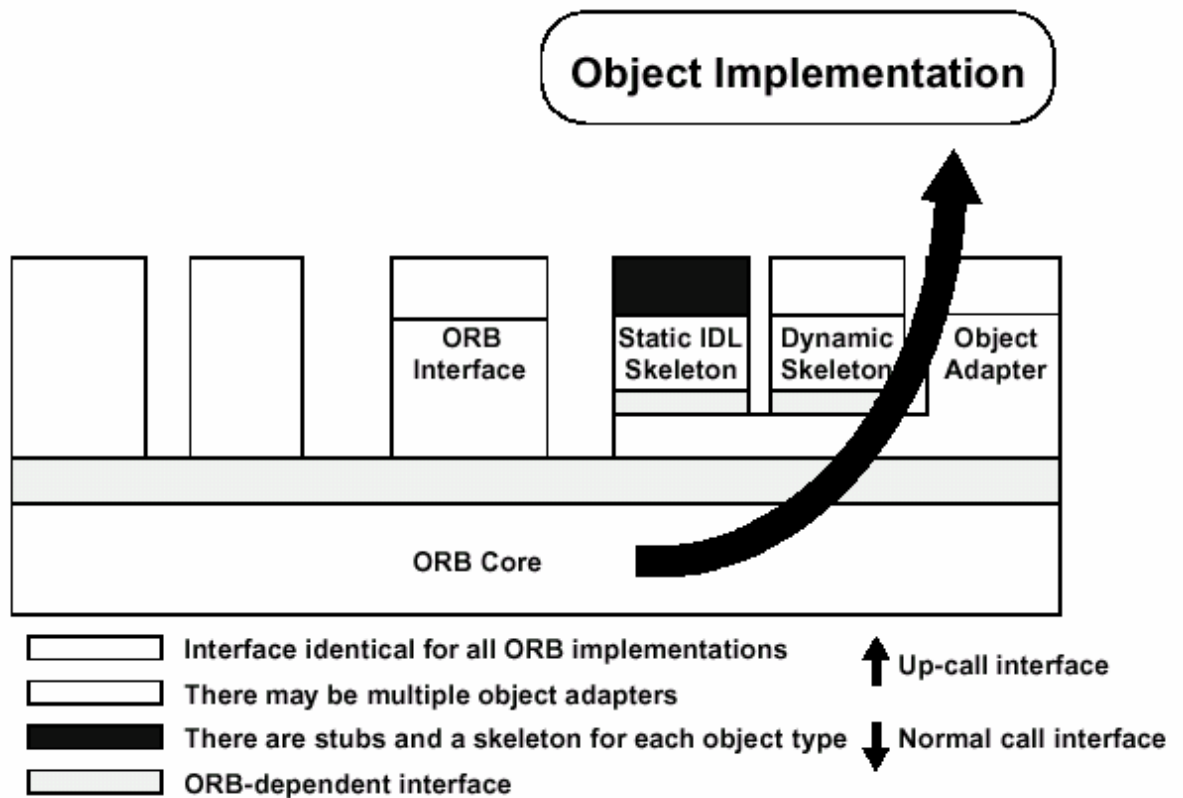 Object Implementation
ORB
Interface
Static IDL
Skeleton
Dynamic
Skeleton
Object
Adapter
ORB Core
Interface identical for all ORB implementations
There may be multiple object adapters
There are stubs and a skeleton for each object type
ORB-dependent interface
Up-call interface
Normal call interface